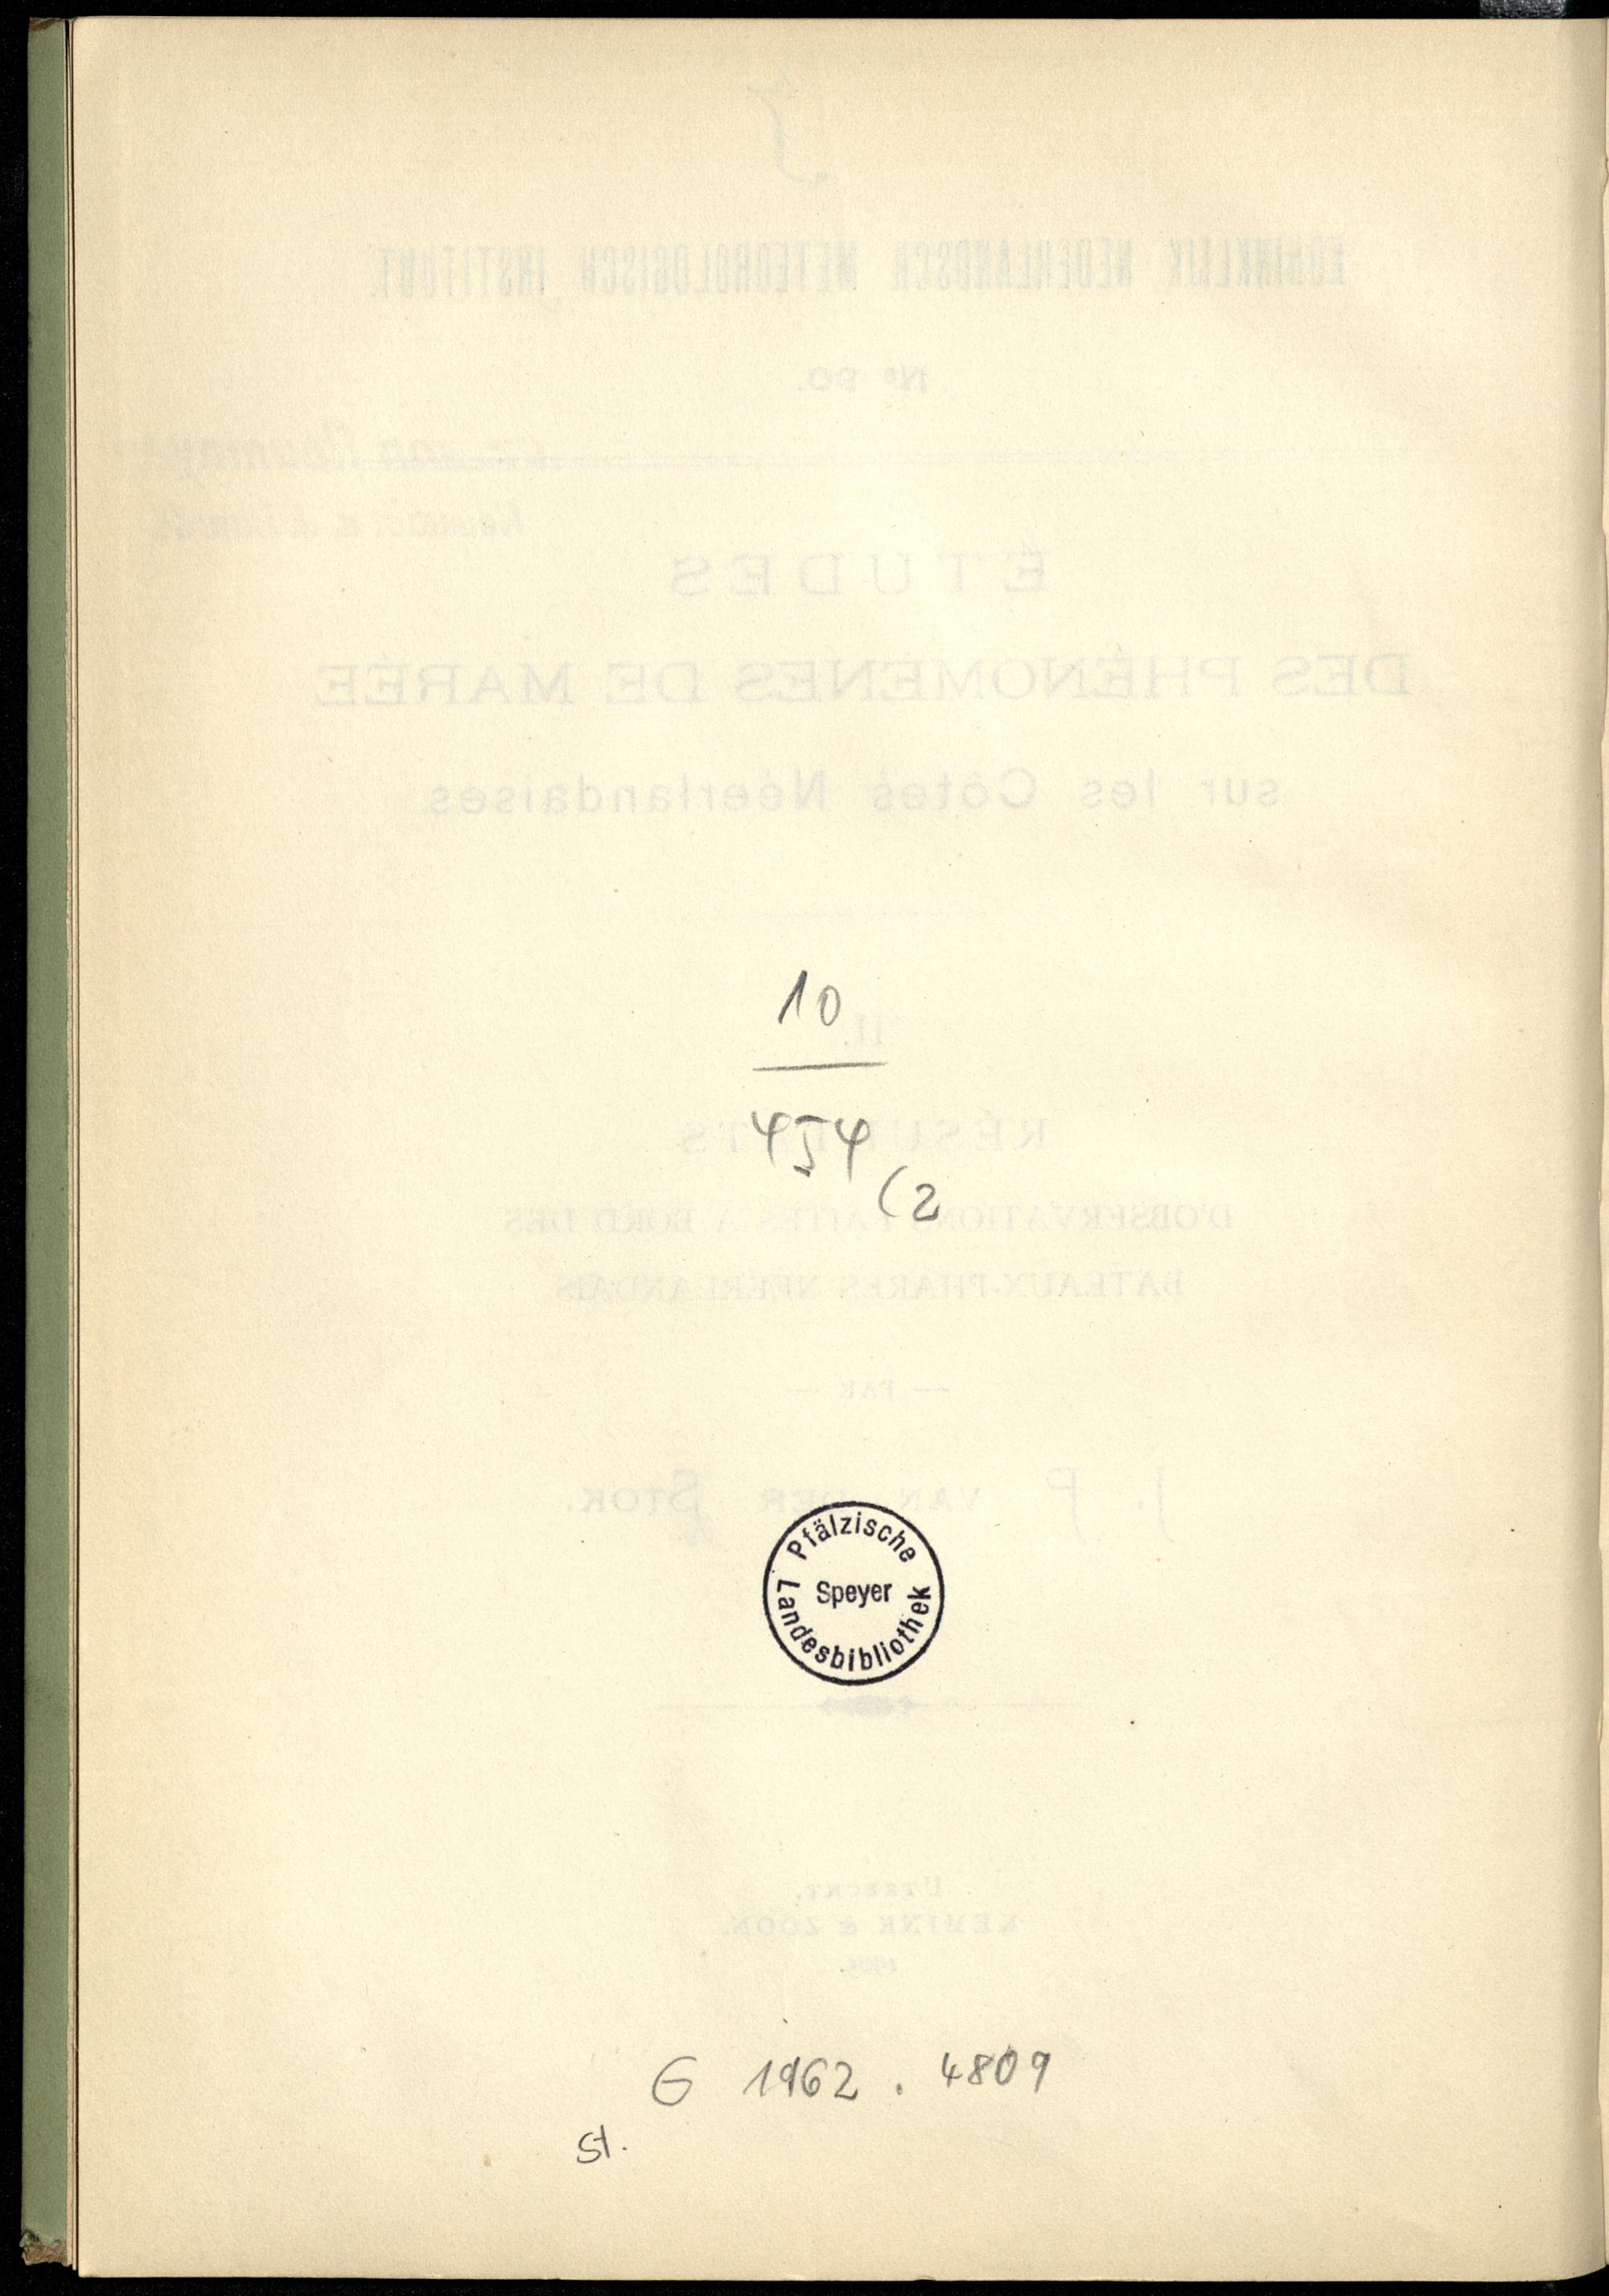 KONINKLIJK NEDERLANDSCH METEOROLOGISCH INSTITUUT.
Nº 90.
ÉTUDES
DES PHÉNOMÈNES DE MARÉE
sur les Côtes Néerlandaises.
II.
10
454
(2
RÉSULTATS
D'OBSERVATIONS FAITES À BORD DES
BATEAUX-PHARES NÉERLANDAIS
— PAR —
J. P. VAN DER STOK.
Pfälzische
Speyer
Landesbibliothek
UTRECHT,
KEMINK & ZOON.
G 1962 . 4809
St.